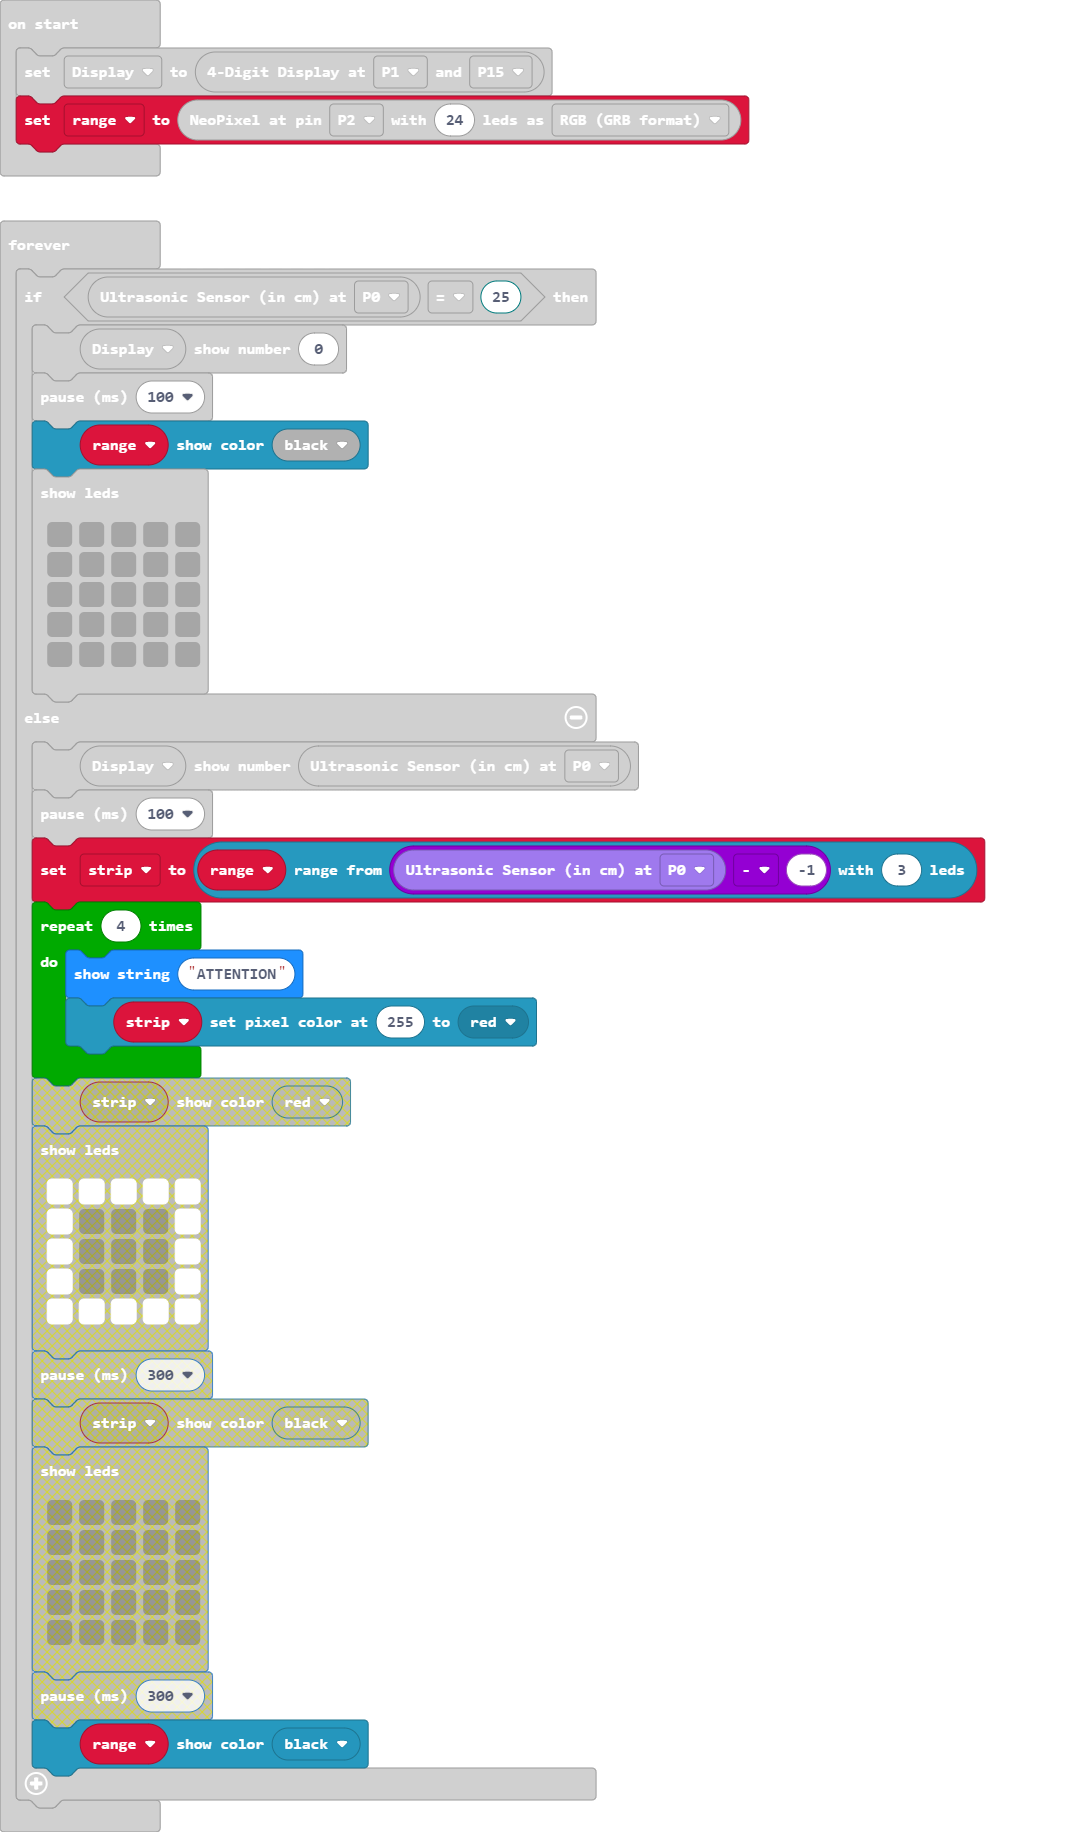 on start
set Display to 4-Digit Display at P1 and P15
set range to NeoPixel at pin P2 with 24 leds as RGB (GRB format)
forever
if Ultrasonic Sensor (in cm) at P0 = 25 then
Display show number 0
pause (ms) 100
range show color black
show leds
else
Display show number Ultrasonic Sensor (in cm) at P0
pause (ms) 100
set strip to range range from Ultrasonic Sensor (in cm) at P0 - -1 with 3 leds
repeat 4 times
do
show string "ATTENTION"
strip set pixel color at 255 to red
strip show color red
show leds
pause (ms) 300
strip show color black
show leds
pause (ms) 300
range show color black